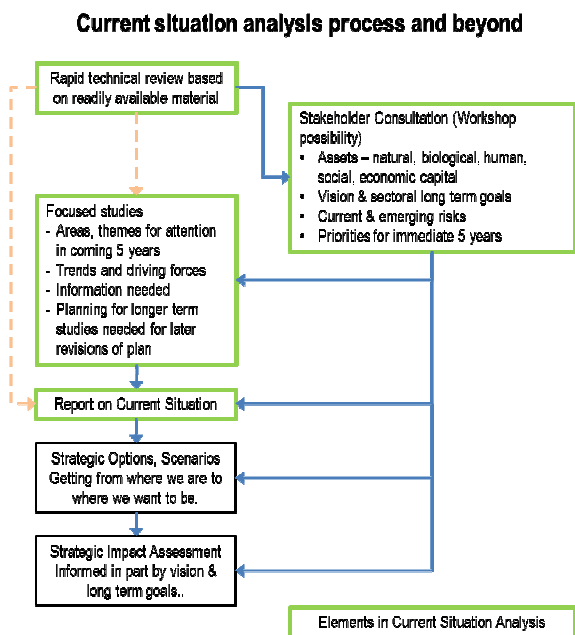 Current situation analysis process and beyond
Rapid technical review based
on readily available material
Stakeholder Consultation (Workshop
possibility)
• Assets – natural, biological, human,
social, economic capital
• Vision & sectoral long term goals
• Current & emerging risks
• Priorities for immediate 5 years
Focused studies
- Areas, themes for attention
in coming 5 years
- Trends and driving forces
- Information needed
- Planning for longer term
studies needed for later
revisions of plan
Report on Current Situation
Strategic Options, Scenarios
Getting from where we are to
where we want to be.
Strategic Impact Assessment
Informed in part by vision &
long term goals..
Elements in Current Situation Analysis